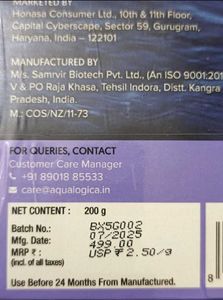 MARKETED BY
Honasa Consumer Ltd., 10th & 11th Floor,
Capital Cyberscape, Sector 59, Gurugram,
Haryana, India – 122101
MANUFACTURED BY
M/s. Samrvir Biotech Pvt. Ltd., (An ISO 9001:201
V & PO Raja Khasa, Tehsil Indora, Distt. Kangra
Pradesh, India.
M.: COS/NZ/11-73
FOR QUERIES, CONTACT
Customer Care Manager
+91 89018 85533
care@aqualogica.in
NET CONTENT : 200 g
Batch No.: BX5G002
Mfg. Date: 07/2025
MRP ₹ : 499.00
(incl. of all taxes) USP ₹ 2.50/g
Use Before 24 Months From Manufacturing.
8